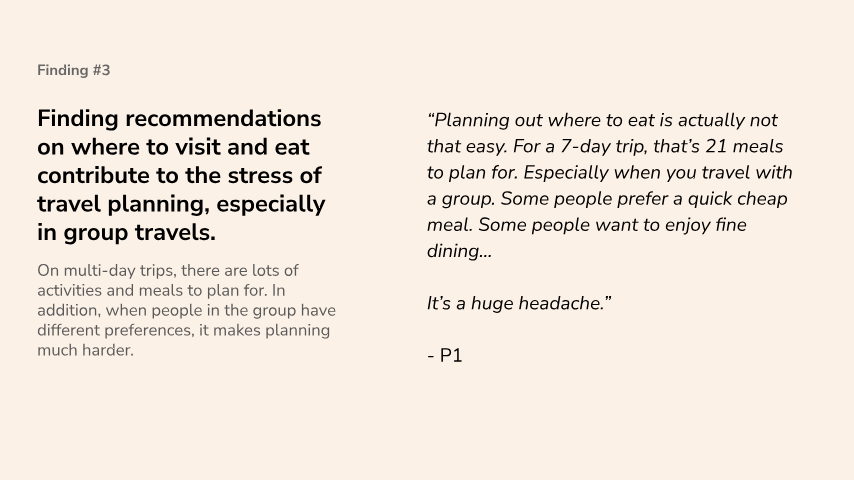 Finding #3
Finding recommendations
on where to visit and eat
contribute to the stress of
travel planning, especially
in group travels.
On multi-day trips, there are lots of
activities and meals to plan for. In
addition, when people in the group have
different preferences, it makes planning
much harder.
“Planning out where to eat is actually not
that easy. For a 7-day trip, that’s 21 meals
to plan for. Especially when you travel with
a group. Some people prefer a quick cheap
meal. Some people want to enjoy fine
dining...
It’s a huge headache.”
- P1